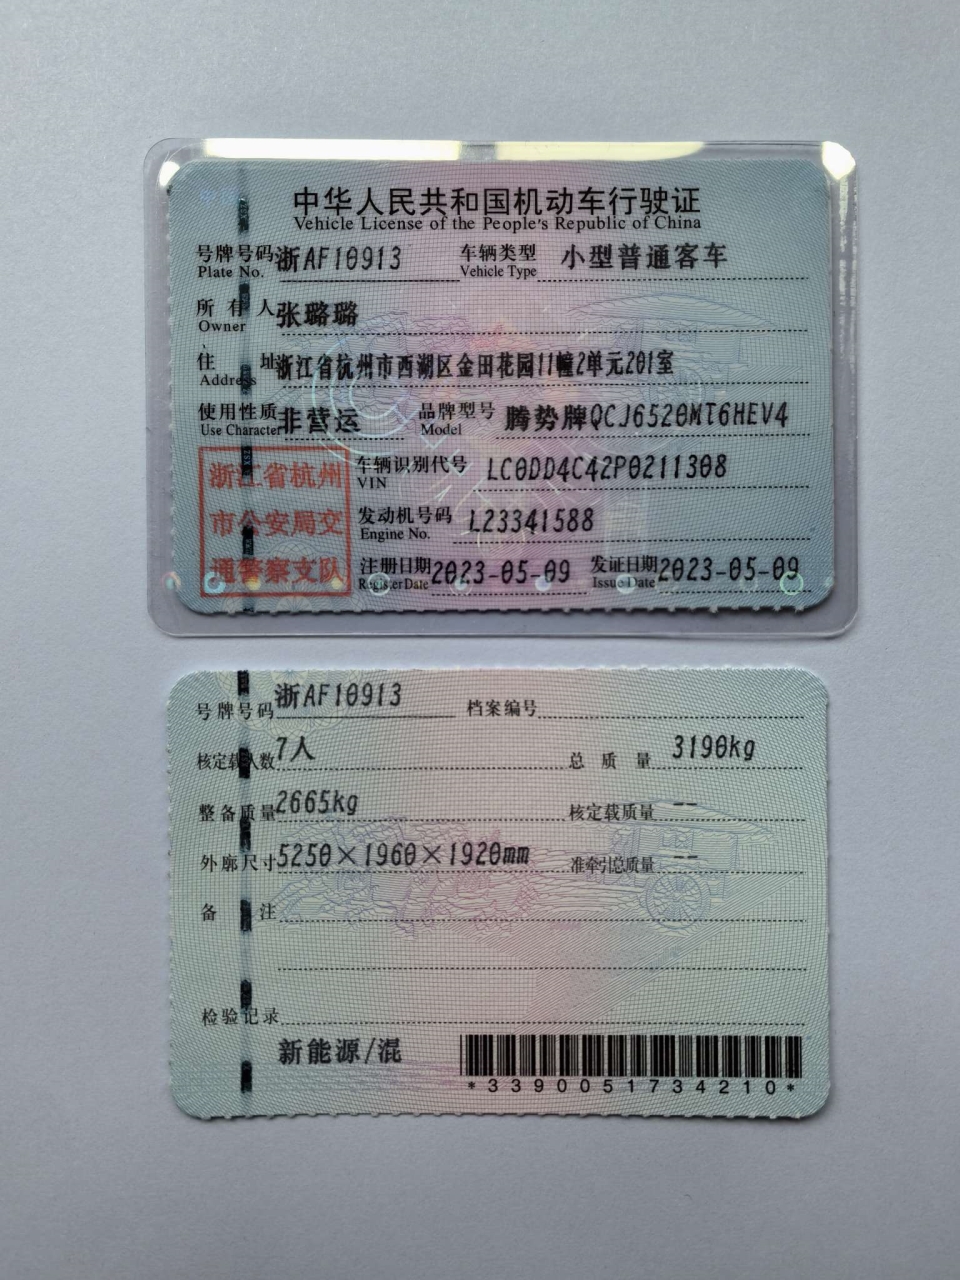 中华人民共和国机动车行驶证
Vehicle License of the People's Republic of China
号牌号码 浙AF10913 车辆类型 小型普通客车
Plate No. Vehicle Type
所有人 张璐璐
Owner
住址 浙江省杭州市西湖区金田花园11幢2单元201室
Address
使用性质 非营运 品牌型号 腾势牌QCJ6520MT6HEV4
Use Character Model
浙江省杭州
市公安局交
通警察支队
车辆识别代号 LC0DD4C42P0211308
VIN
发动机号码 L23341588
Engine No.
注册日期 2023-05-09 发证日期 2023-05-09
Register Date Issue Date
号牌号码 浙AF10913 档案编号
核定载人数 7人 总质量 3190kg
整备质量 2665kg 核定载质量 --
外廓尺寸 5250×1960×1920mm 准牵引总质量 --
备注
检验记录
新能源/混
*3390051734210*